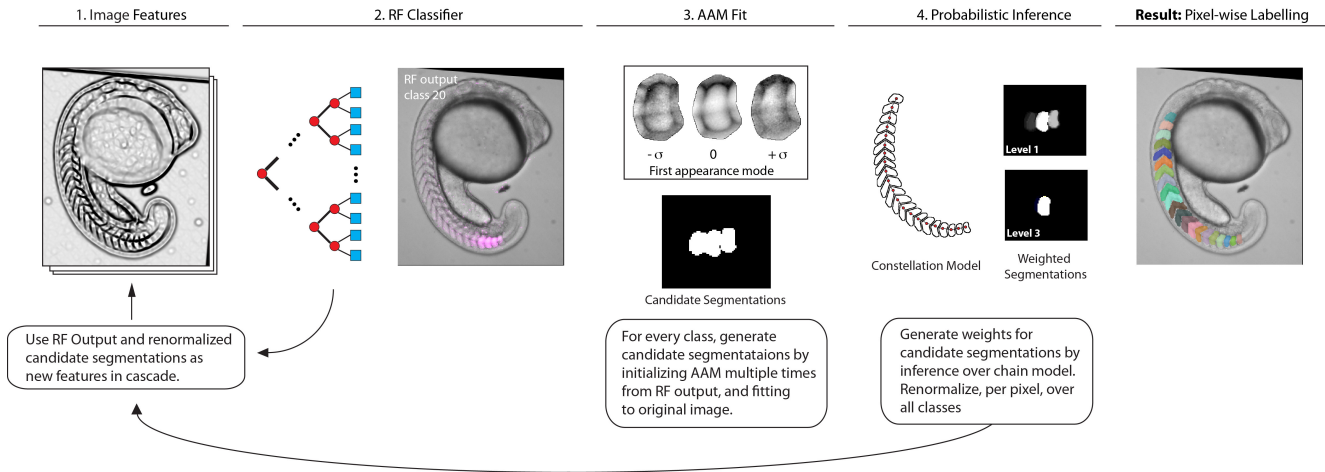 1. Image Features
2. RF Classifier
3. AAM Fit
4. Probabilistic Inference
Result: Pixel-wise Labelling
RF output
class 20
- σ
0
+ σ
First appearance mode
Candidate Segmentations
Constellation Model
Level 1
Level 3
Weighted
Segmentations
Use RF Output and renormalized
candidate segmentations as
new features in cascade.
For every class, generate
candidate segmentataions by
initializing AAM multiple times
from RF output, and fitting
to original image.
Generate weights for
candidate segmentations by
inference over chain model.
Renormalize, per pixel, over
all classes